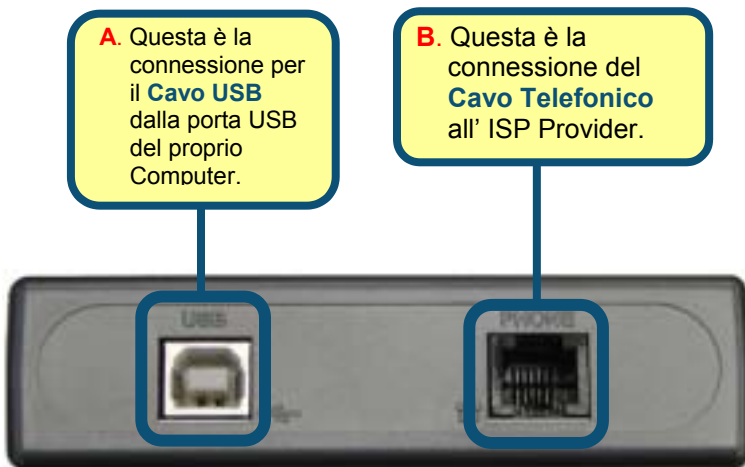 A. Questa è la
connessione per
il Cavo USB
dalla porta USB
del proprio
Computer.
B. Questa è la
connessione del
Cavo Telefonico
all' ISP Provider.
USB
PHONE